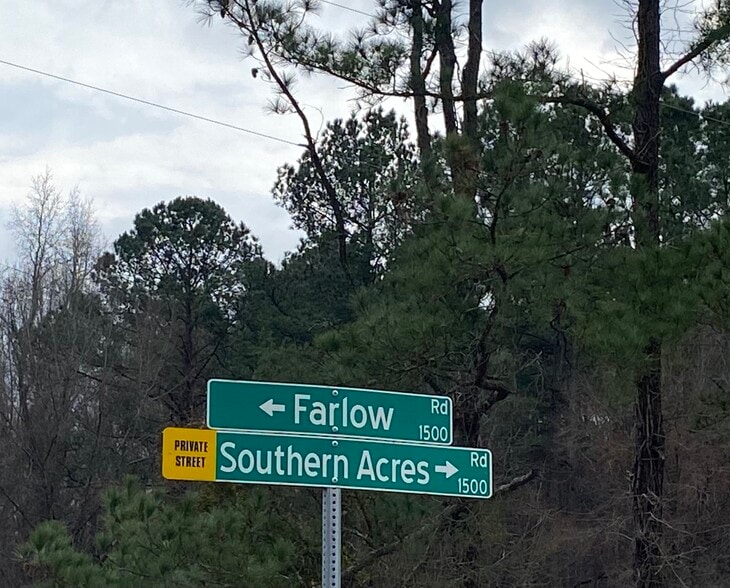 ← Farlow Rd
1500
PRIVATE
STREET
Southern Acres → Rd
1500